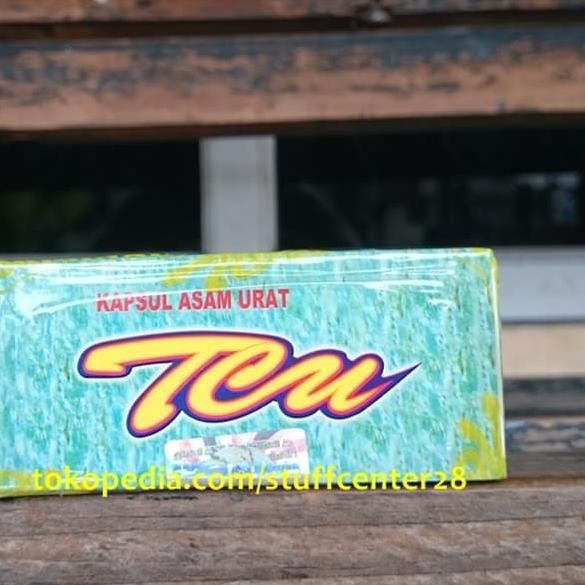 KAPSUL ASAM URAT
TCU
tokopedia.com/stuffcenter28